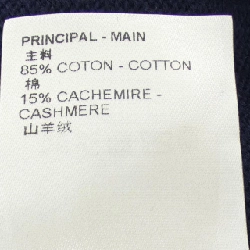 PRINCIPAL - MAIN
主料
85% COTON - COTTON
棉
15% CACHEMIRE -
CASHMERE
山羊绒